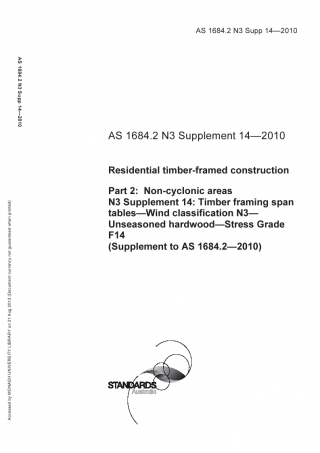 AS 1684.2 N3 Supp 14—2010
AS 1684.2 N3 Supp 14—2010
AS 1684.2 N3 Supplement 14—2010
Residential timber-framed construction
Part 2: Non-cyclonic areas
N3 Supplement 14: Timber framing span
tables—Wind classification N3—
Unseasoned hardwood—Stress Grade
F14
(Supplement to AS 1684.2—2010)
Accessed by MONASH UNIVERSITY LIBRARY on 21 Aug 2010 (Document currency not guaranteed when printed)
STANDARDS
Australia